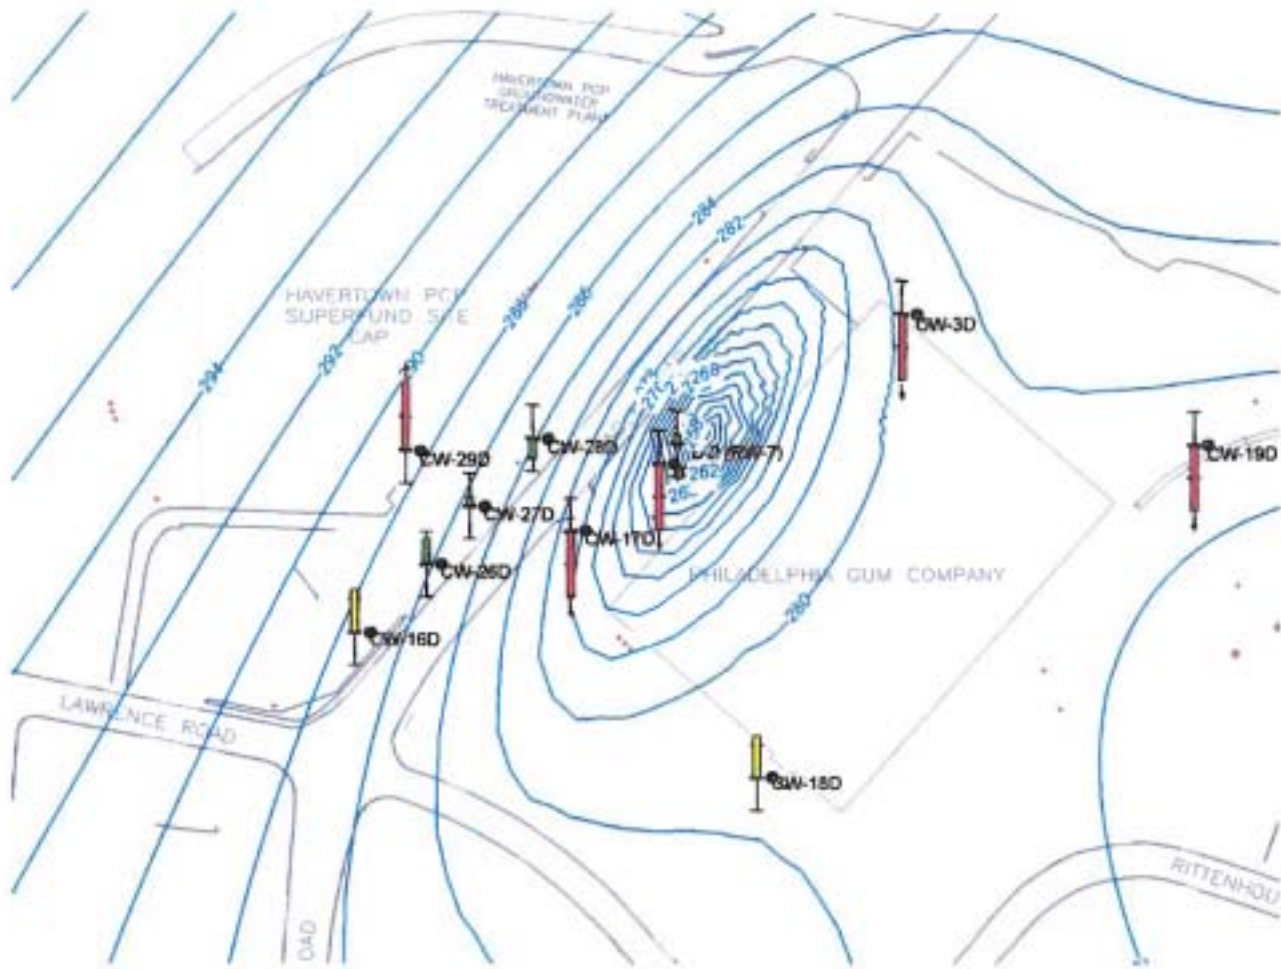 HAVERTOWN PCP
GROUNDWATER
TREATMENT PLANT
284
282
HAVERTOWN PCP
SUPERFUND SITE
CAP
286
288
290
292
294
268
CW-3D
CW-29D
CW-28D
(RW-7)
262
CW-19D
CW-27D
CW-17D
CW-26D
PHILADELPHIA GUM COMPANY
280
CW-16D
LAWRENCE ROAD
CW-18D
RITTENHOU
OAD